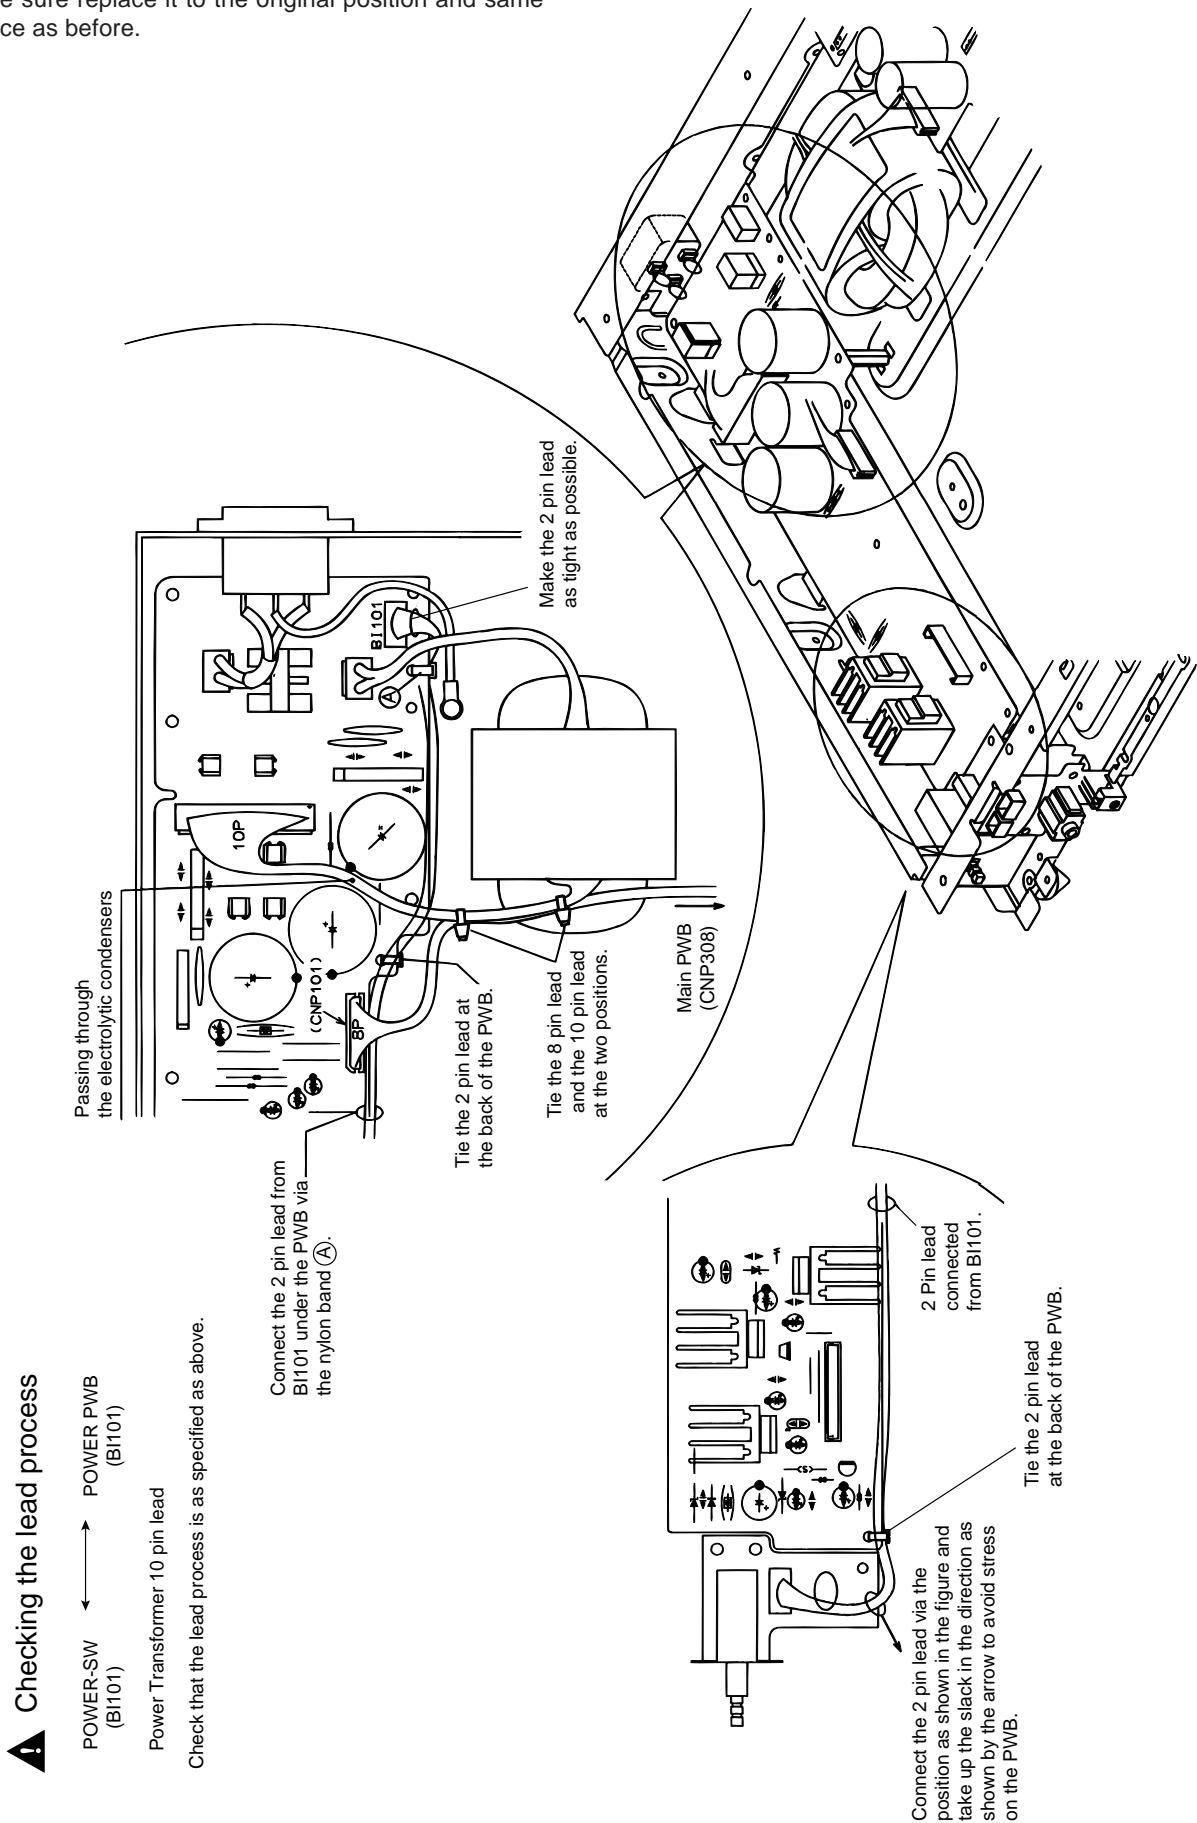 e sure replace it to the original position and same
ce as before.
Checking the lead process
POWER-SW
(BI101)
POWER PWB
(BI101)
Power Transformer 10 pin lead
Check that the lead process is as specified as above.
Passing through
the electrolytic condensers
Connect the 2 pin lead from
BI101 under the PWB via
the nylon band Ⓐ.
10P
BI101
Ⓐ
(CNP101)
8P
Make the 2 pin lead
as tight as possible.
Tie the 2 pin lead at
the back of the PWB.
Tie the 8 pin lead
and the 10 pin lead
at the two positions.
Main PWB
(CNP308)
2 Pin lead
connected
from BI101.
Tie the 2 pin lead
at the back of the PWB.
Connect the 2 pin lead via the
position as shown in the figure and
take up the slack in the direction as
shown by the arrow to avoid stress
on the PWB.